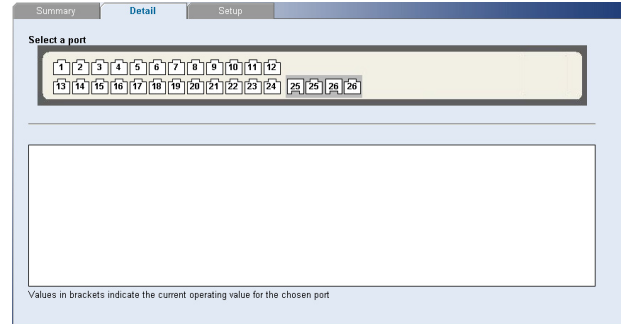 Summary Detail Setup
Select a port
1 2 3 4 5 6 7 8 9 10 11 12
13 14 15 16 17 18 19 20 21 22 23 24 25 25 26 26
Values in brackets indicate the current operating value for the chosen port